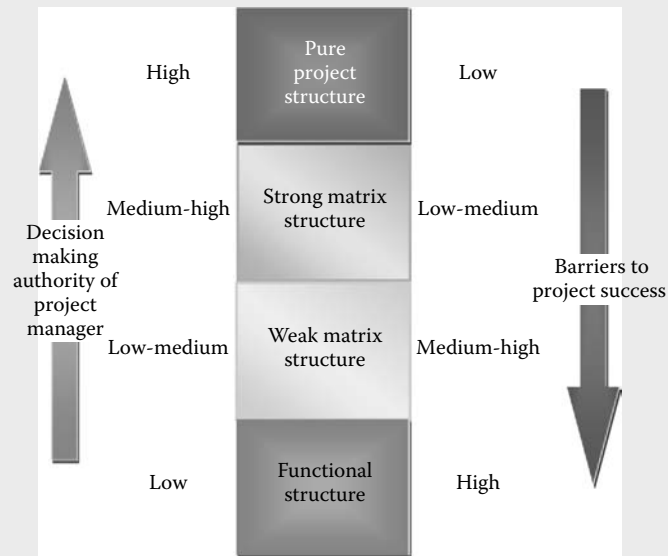 Pure
project
structure
High
Low
Strong matrix
structure
Medium-high
Low-medium
Decision
making
authority of
project
manager
Barriers to
project success
Weak matrix
structure
Low-medium
Medium-high
Functional
structure
Low
High